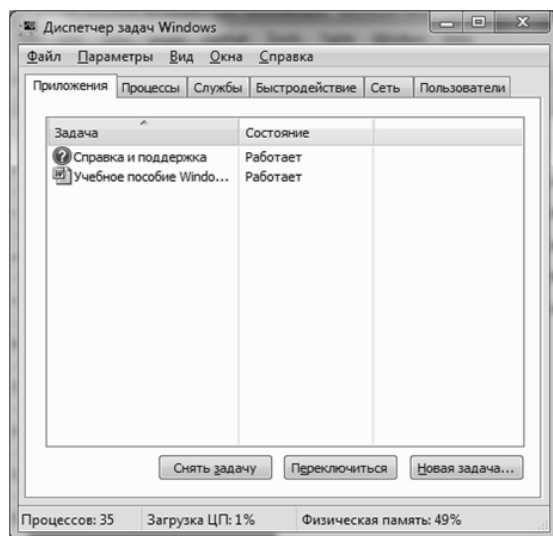 Диспетчер задач Windows
Файл Параметры Вид Окна Справка
Приложения Процессы Службы Быстродействие Сеть Пользователи
Задача Состояние
Справка и поддержка Работает
Учебное пособие Windo... Работает
Снять задачу Переключиться Новая задача...
Процессов: 35 Загрузка ЦП: 1% Физическая память: 49%